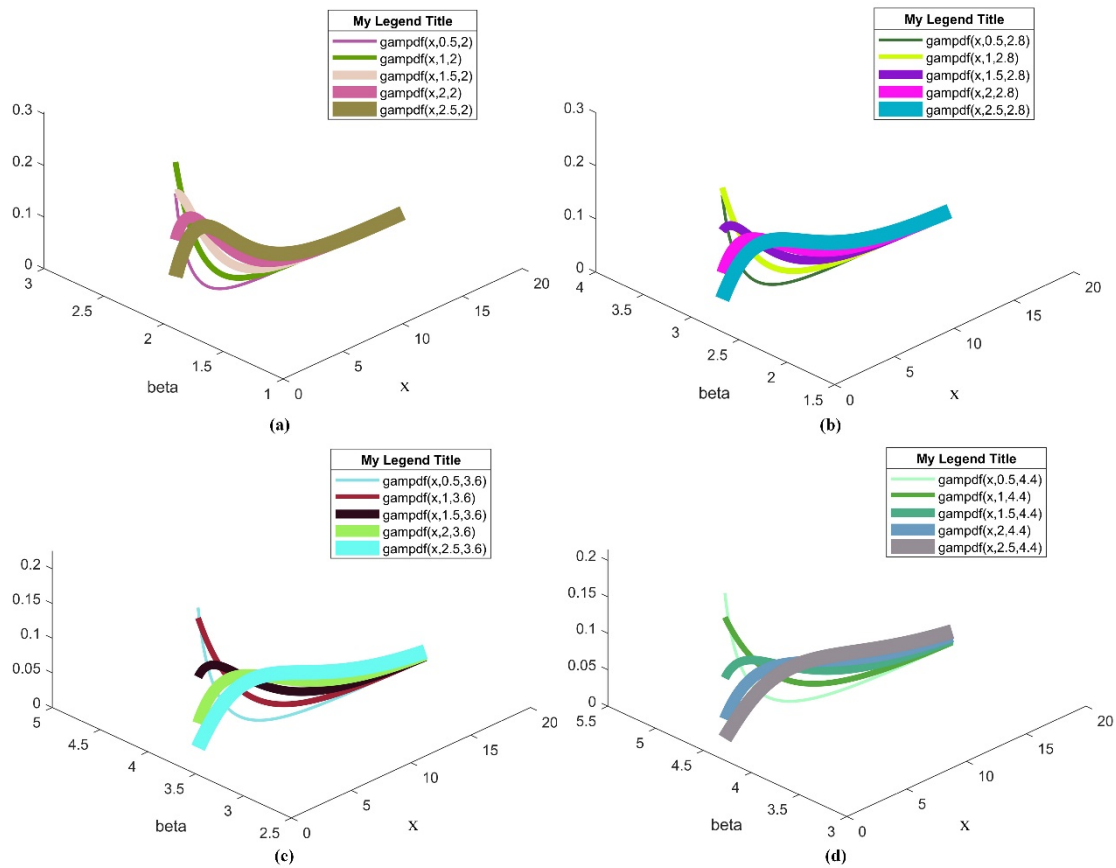 My Legend Title
gampdf(x,0.5,2)
gampdf(x,1,2)
gampdf(x,1.5,2)
gampdf(x,2,2)
gampdf(x,2.5,2)
0.3
0.2
0.1
0
3
2.5
2
1.5
1
0
5
10
15
20
beta
x
(a)
My Legend Title
gampdf(x,0.5,2.8)
gampdf(x,1,2.8)
gampdf(x,1.5,2.8)
gampdf(x,2,2.8)
gampdf(x,2.5,2.8)
0.3
0.2
0.1
0
4
3.5
3
2.5
2
1.5
0
5
10
15
20
beta
x
(b)
My Legend Title
gampdf(x,0.5,3.6)
gampdf(x,1,3.6)
gampdf(x,1.5,3.6)
gampdf(x,2,3.6)
gampdf(x,2.5,3.6)
0.2
0.15
0.1
0.05
0
5
4.5
4
3.5
3
2.5
0
5
10
15
20
beta
x
(c)
My Legend Title
gampdf(x,0.5,4.4)
gampdf(x,1,4.4)
gampdf(x,1.5,4.4)
gampdf(x,2,4.4)
gampdf(x,2.5,4.4)
0.2
0.15
0.1
0.05
0
5.5
5
4.5
4
3.5
3
0
5
10
15
20
beta
x
(d)